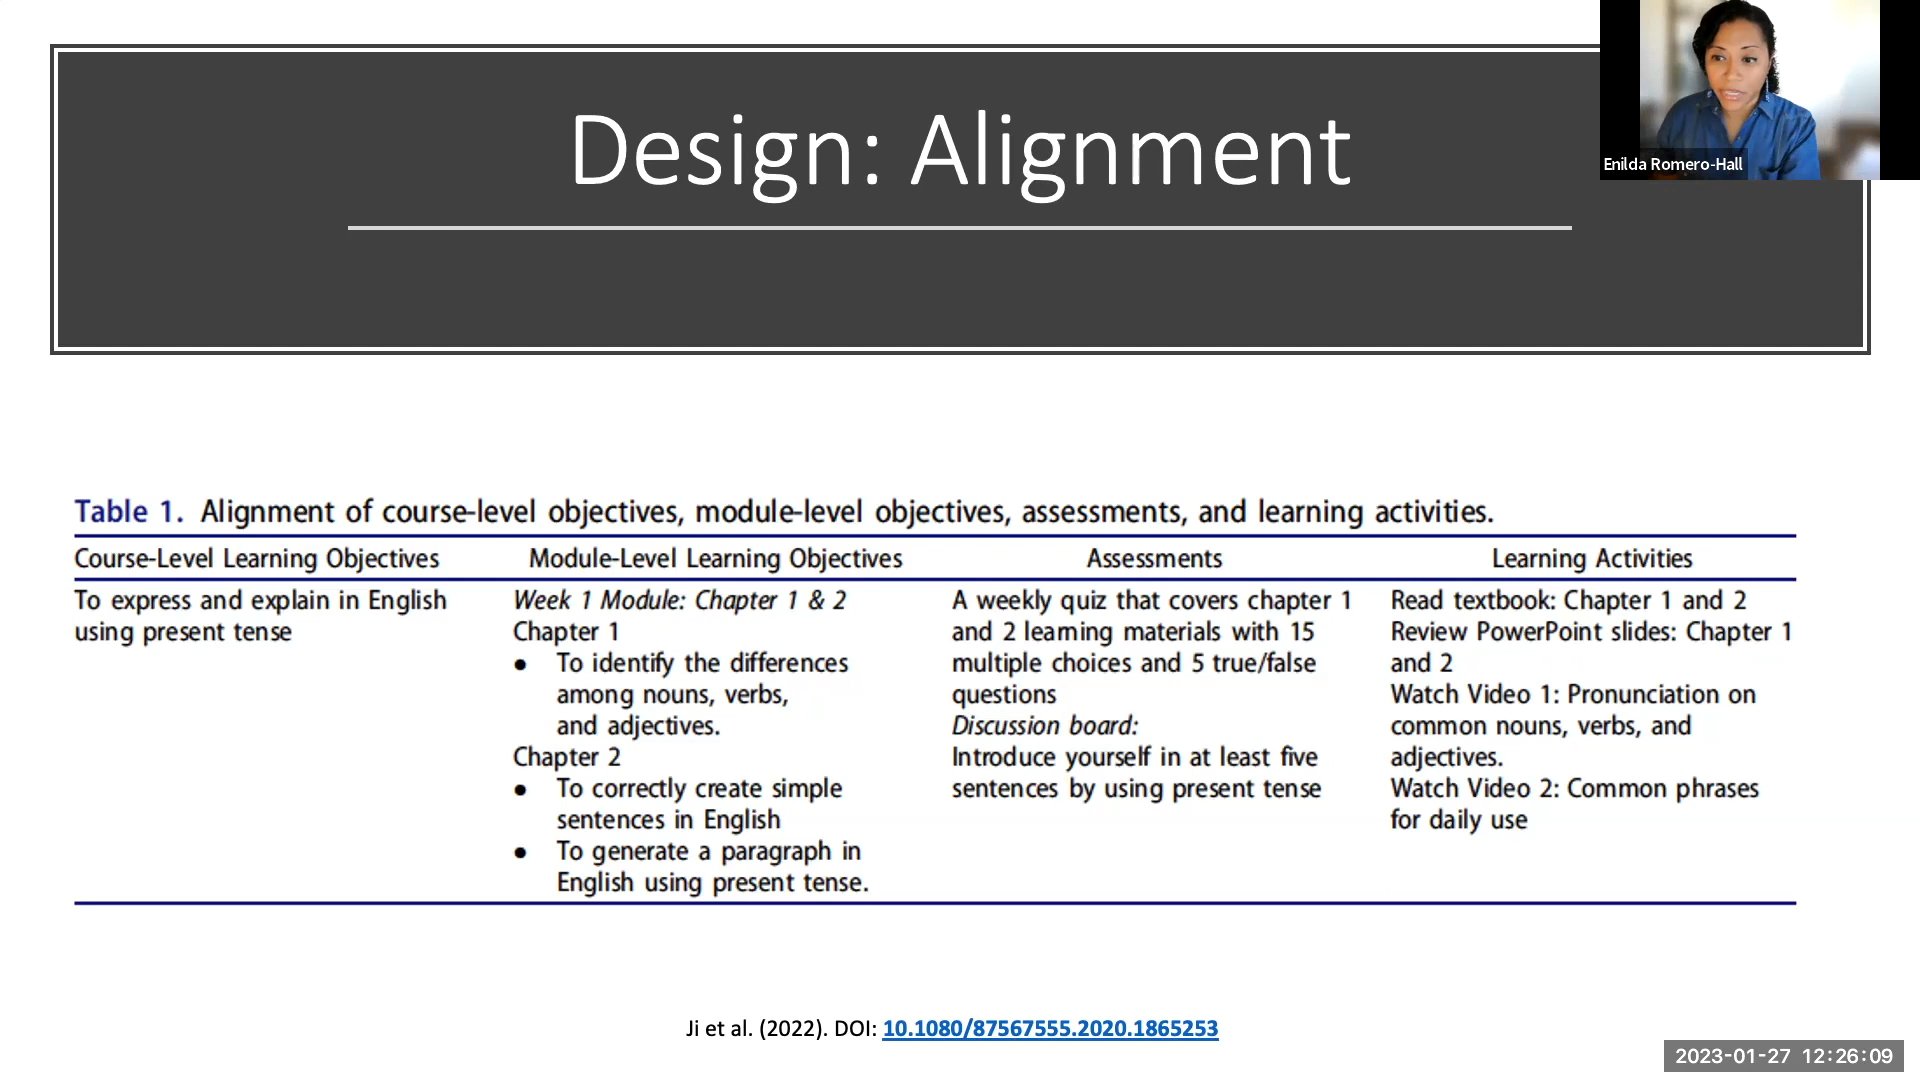 Design: Alignment
Enilda Romero-Hall
Table 1. Alignment of course-level objectives, module-level objectives, assessments, and learning activities.
Course-Level Learning Objectives
To express and explain in English
using present tense
Module-Level Learning Objectives
Week 1 Module: Chapter 1 & 2
Chapter 1
● To identify the differences
among nouns, verbs,
and adjectives.
Chapter 2
● To correctly create simple
sentences in English
● To generate a paragraph in
English using present tense.
Assessments
A weekly quiz that covers chapter 1
and 2 learning materials with 15
multiple choices and 5 true/false
questions
Discussion board:
Introduce yourself in at least five
sentences by using present tense
Learning Activities
Read textbook: Chapter 1 and 2
Review PowerPoint slides: Chapter 1
and 2
Watch Video 1: Pronunciation on
common nouns, verbs, and
adjectives.
Watch Video 2: Common phrases
for daily use
Ji et al. (2022). DOI: 10.1080/87567555.2020.1865253
2023-01-27 12:26:09